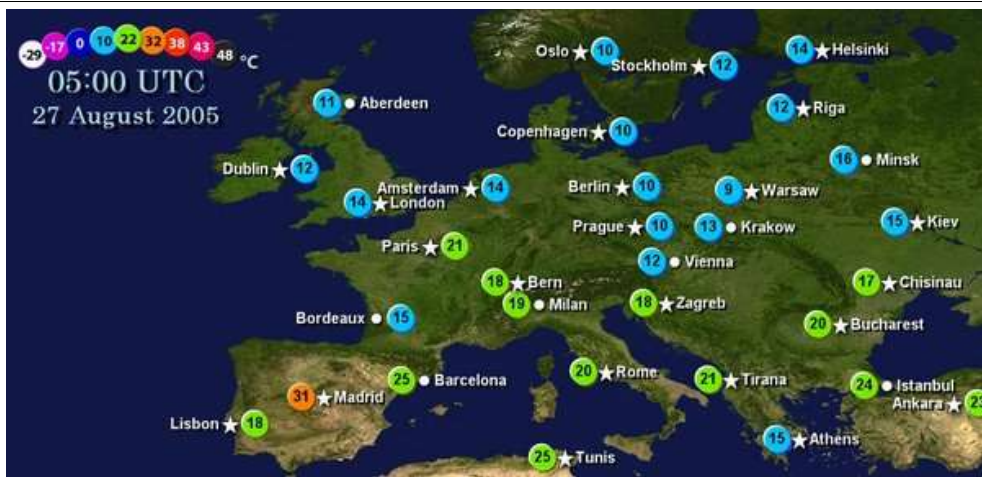 -29 -17 0 10 22 32 38 43 48 °C
05:00 UTC
27 August 2005
Oslo 10
Stockholm 12
14 Helsinki
11 Aberdeen
12 Riga
Copenhagen 10
Dublin 12
16 Minsk
Amsterdam 14
Berlin 10
9 Warsaw
14 London
Prague 10
13 Krakow
15 Kiev
Paris 21
12 Vienna
18 Bern
17 Chisinau
19 Milan
18 Zagreb
Bordeaux 15
20 Bucharest
25 Barcelona
20 Rome
21 Tirana
24 Istanbul
31 Madrid
Ankara 23
Lisbon 18
15 Athens
25 Tunis